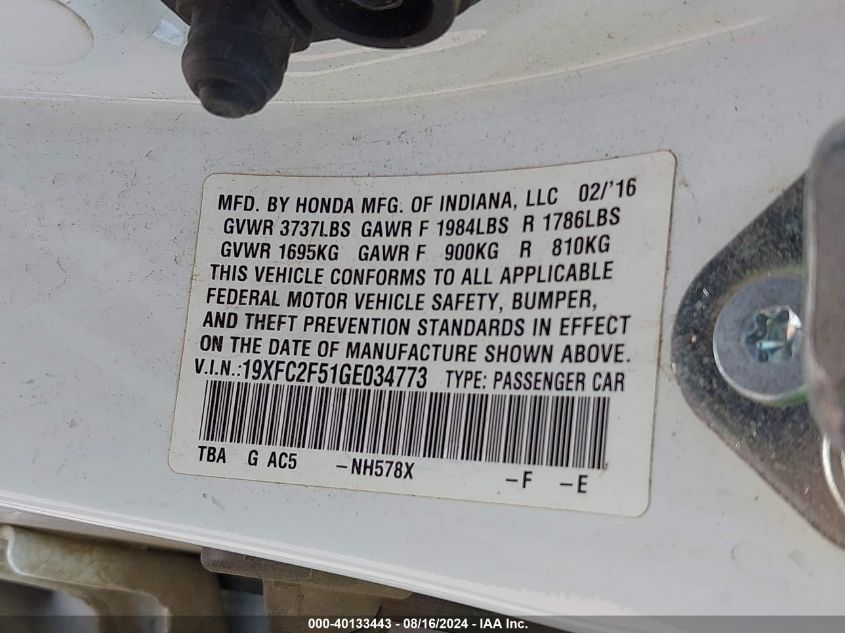 MFD. BY HONDA MFG. OF INDIANA, LLC 02/'16
GVWR 3737LBS GAWR F 1984LBS R 1786LBS
GVWR 1695KG GAWR F 900KG R 810KG
THIS VEHICLE CONFORMS TO ALL APPLICABLE
FEDERAL MOTOR VEHICLE SAFETY, BUMPER,
AND THEFT PREVENTION STANDARDS IN EFFECT
ON THE DATE OF MANUFACTURE SHOWN ABOVE.
V.I.N.:19XFC2F51GE034773 TYPE: PASSENGER CAR
TBA G AC5 -NH578X -F -E
000-40133443 - 08/16/2024 - IAAI, Inc.